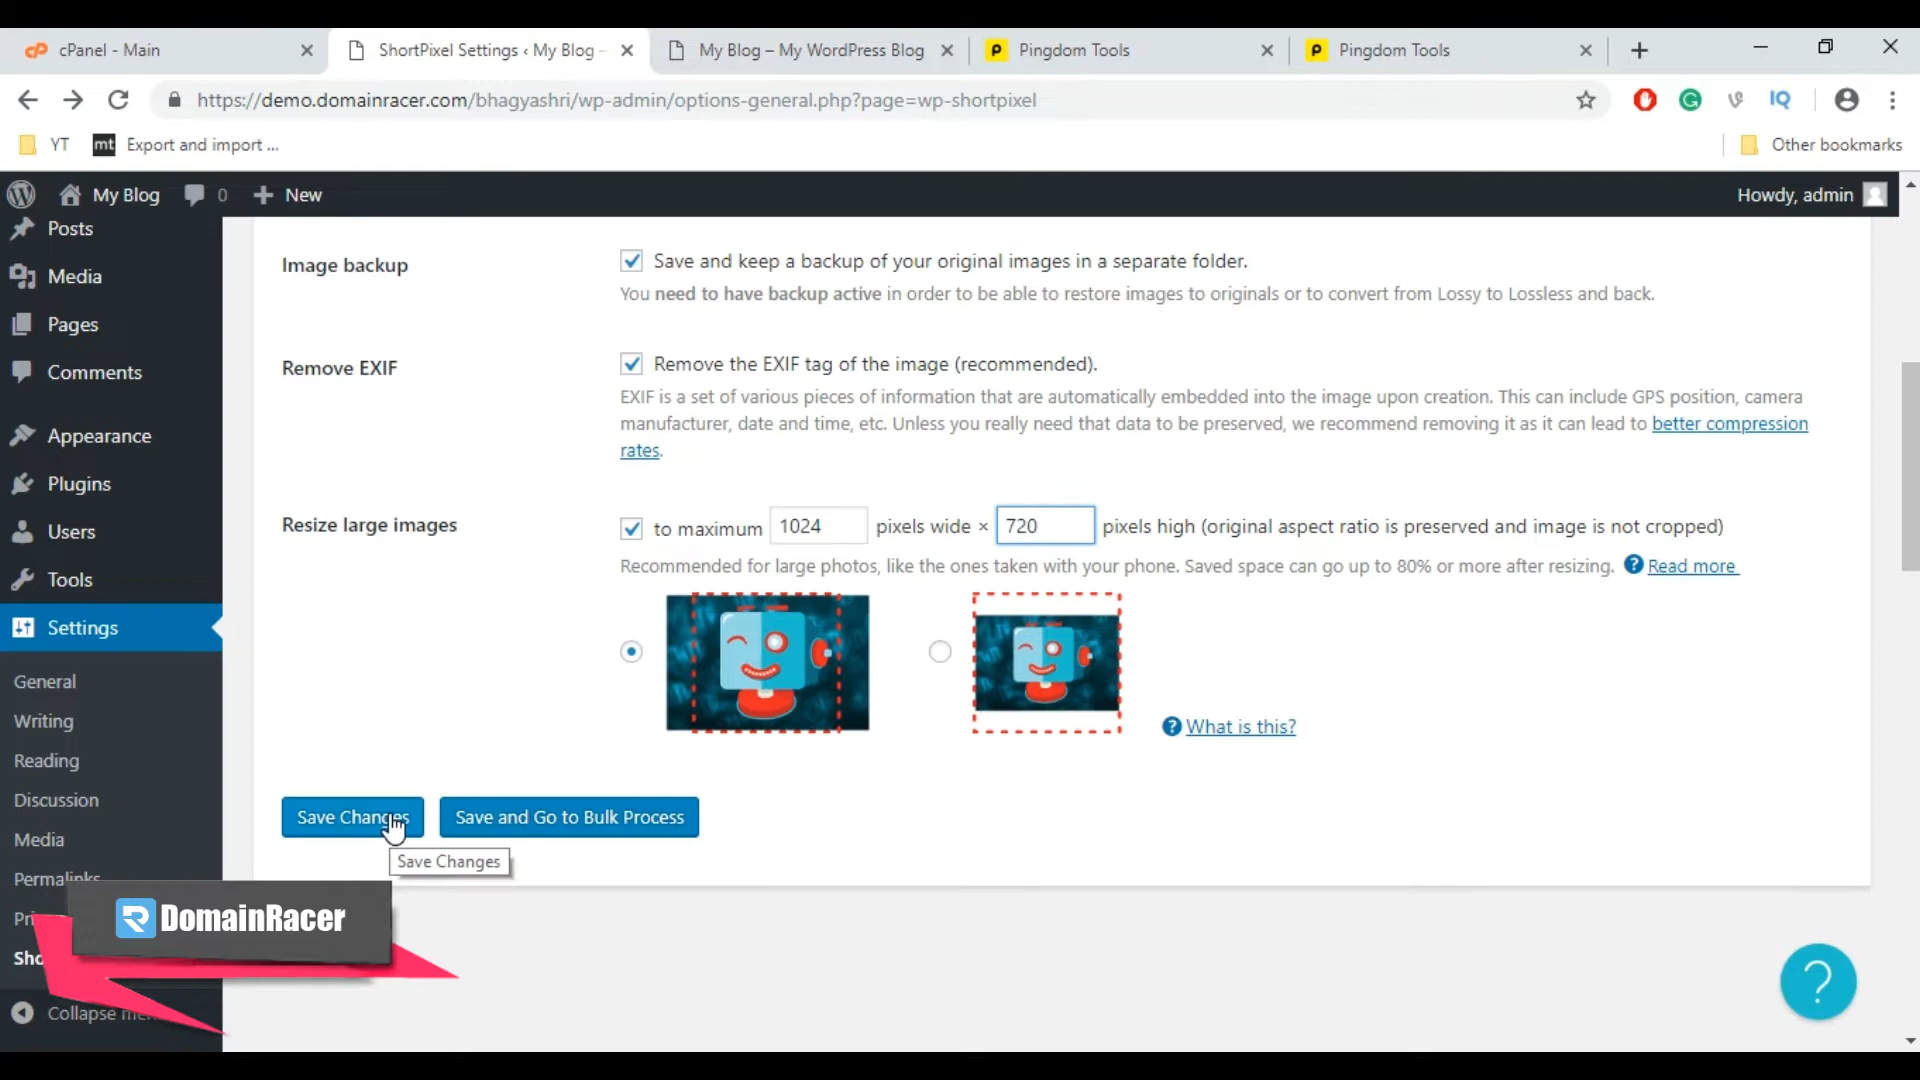 cPanel - Main
ShortPixel Settings ‹ My Blog –
My Blog – My WordPress Blog
Pingdom Tools
Pingdom Tools
https://demo.domainracer.com/bhagyashri/wp-admin/options-general.php?page=wp-shortpixel
YT
mt
Export and import ...
Other bookmarks
My Blog
0
New
Howdy, admin
Posts
Media
Pages
Comments
Appearance
Plugins
Users
Tools
Settings
General
Writing
Reading
Discussion
Media
Permalinks
Image backup
Save and keep a backup of your original images in a separate folder.
You need to have backup active in order to be able to restore images to originals or to convert from Lossy to Lossless and back.
Remove EXIF
Remove the EXIF tag of the image (recommended).
EXIF is a set of various pieces of information that are automatically embedded into the image upon creation. This can include GPS position, camera
manufacturer, date and time, etc. Unless you really need that data to be preserved, we recommend removing it as it can lead to better compression
rates.
Resize large images
to maximum 1024 pixels wide × 720 pixels high (original aspect ratio is preserved and image is not cropped)
Recommended for large photos, like the ones taken with your phone. Saved space can go up to 80% or more after resizing. ? Read more
? What is this?
Save Changes
Save and Go to Bulk Process
Save Changes
DomainRacer
Sho
Collapse
?